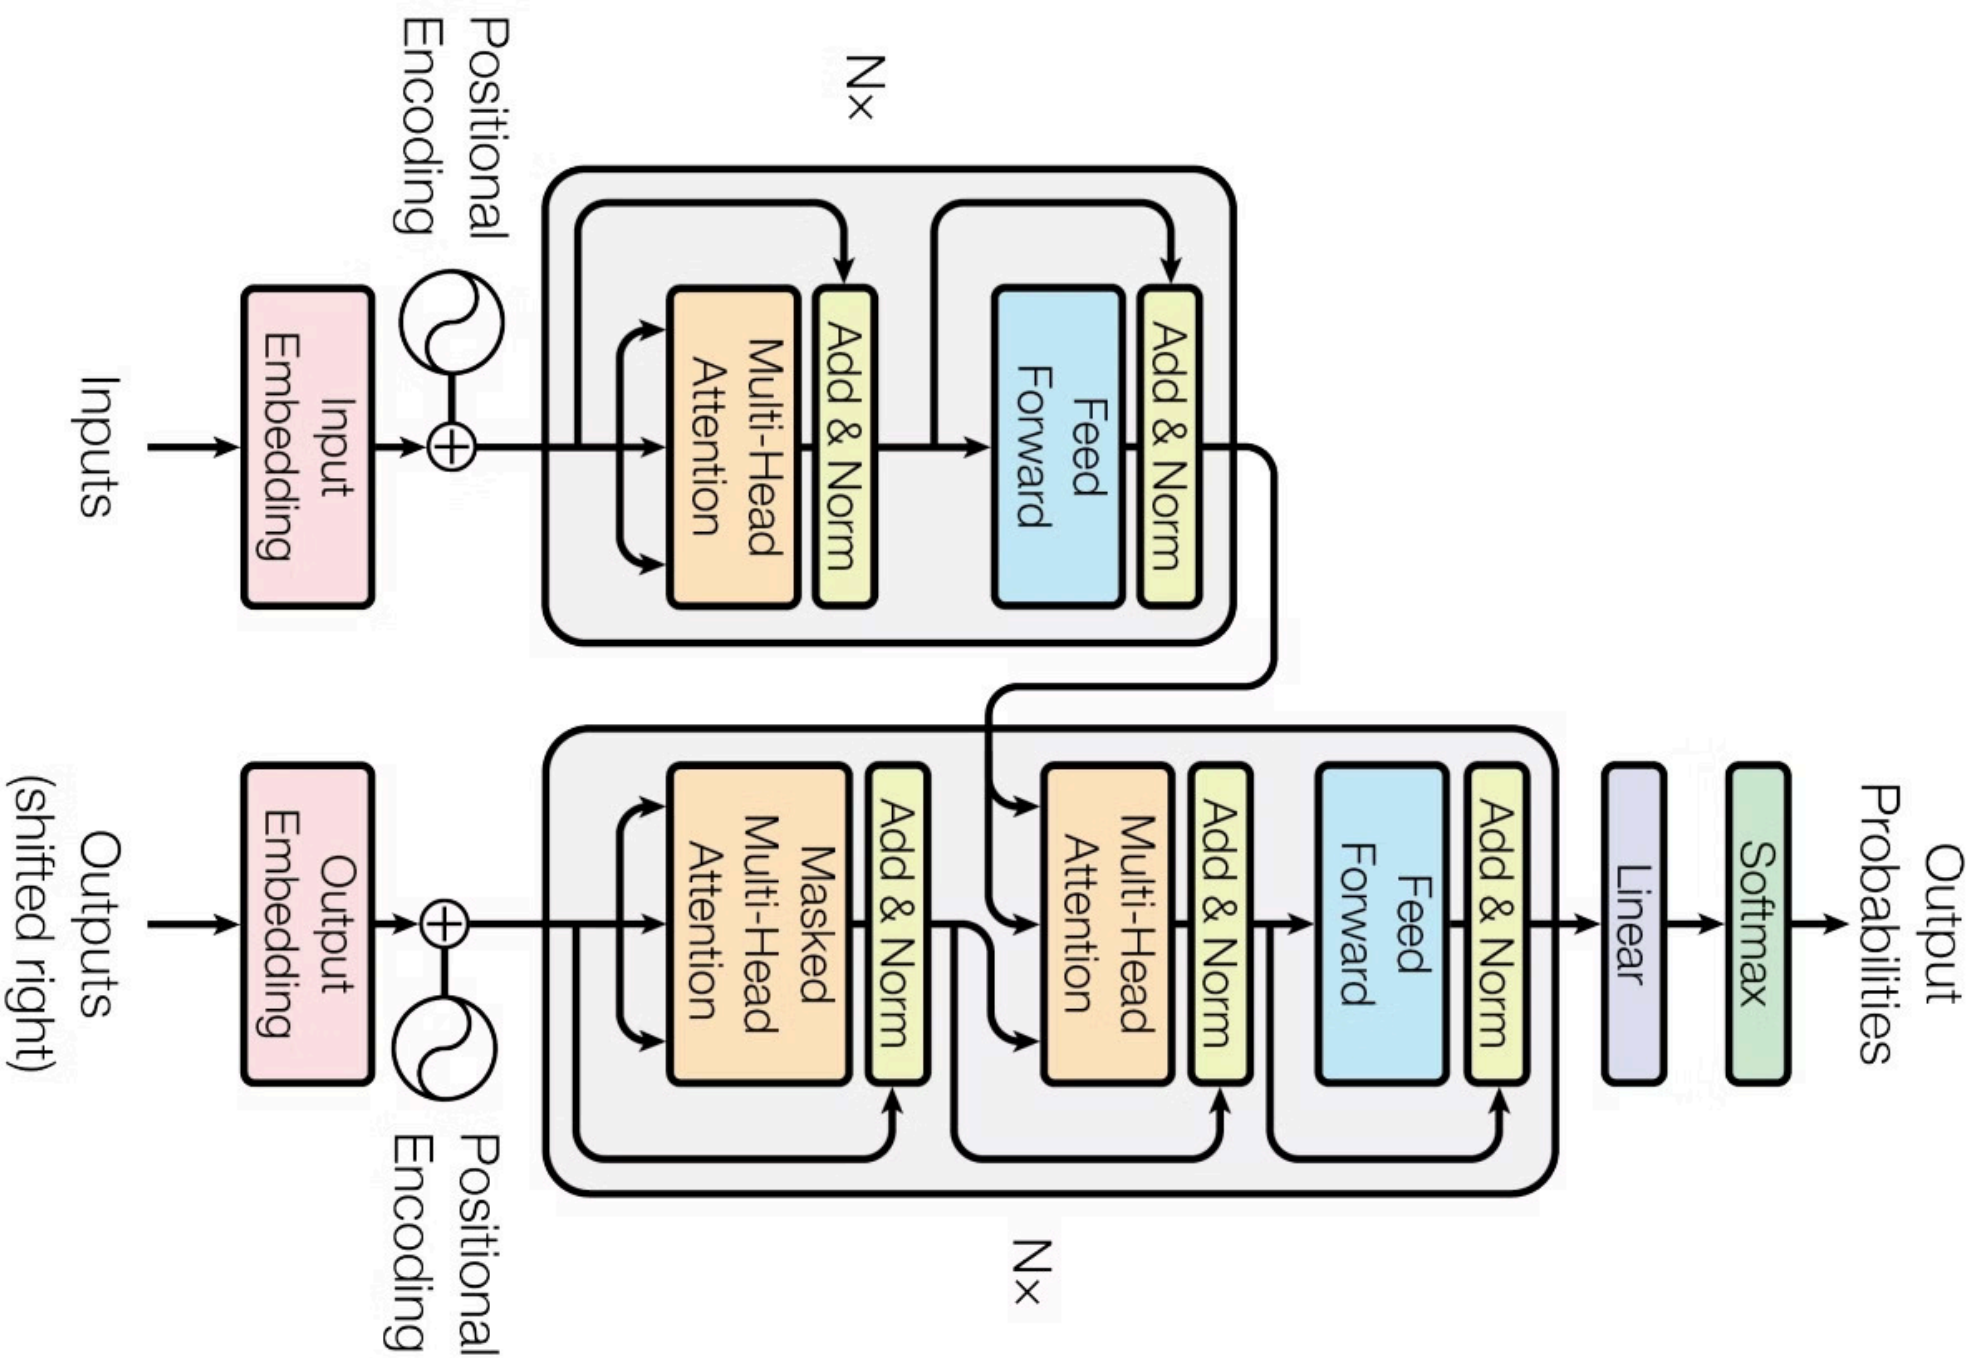 Output
Probabilities
Softmax
Linear
Add & Norm
Feed
Forward
Add & Norm
Multi-Head
Attention
Add & Norm
Masked
Multi-Head
Attention
Nx
Add & Norm
Feed
Forward
Add & Norm
Multi-Head
Attention
Nx
Positional
Encoding
Positional
Encoding
Input
Embedding
Output
Embedding
Inputs
Outputs
(shifted right)